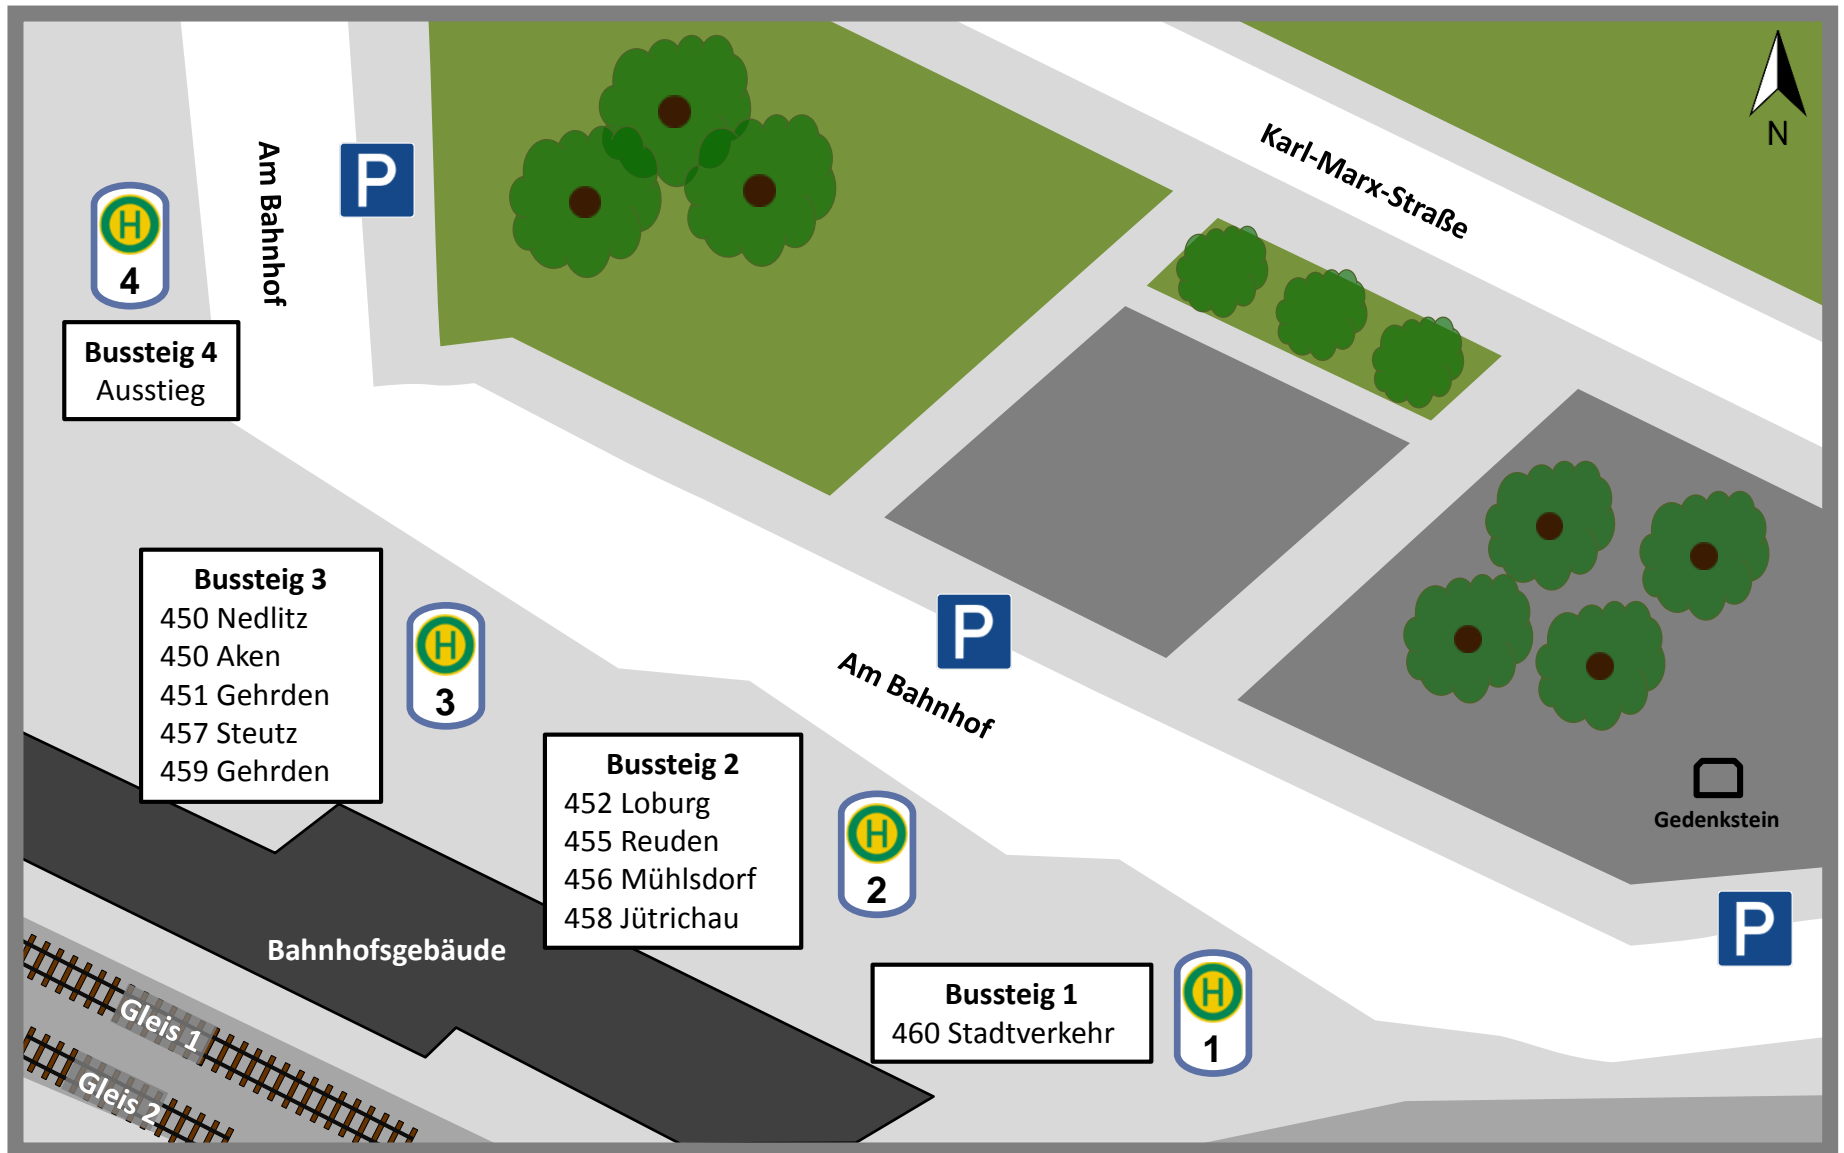 N
Karl-Marx-Straße
Am Bahnhof
P
H
4
Bussteig 4
Ausstieg
Bussteig 3
450 Nedlitz
450 Aken
451 Gehrden
457 Steutz
459 Gehrden
H
3
P
Am Bahnhof
Bussteig 2
452 Loburg
455 Reuden
456 Mühlsdorf
458 Jütrichau
H
2
Gedenkstein
P
Bahnhofsgebäude
Bussteig 1
460 Stadtverkehr
H
1
Gleis 1
Gleis 2